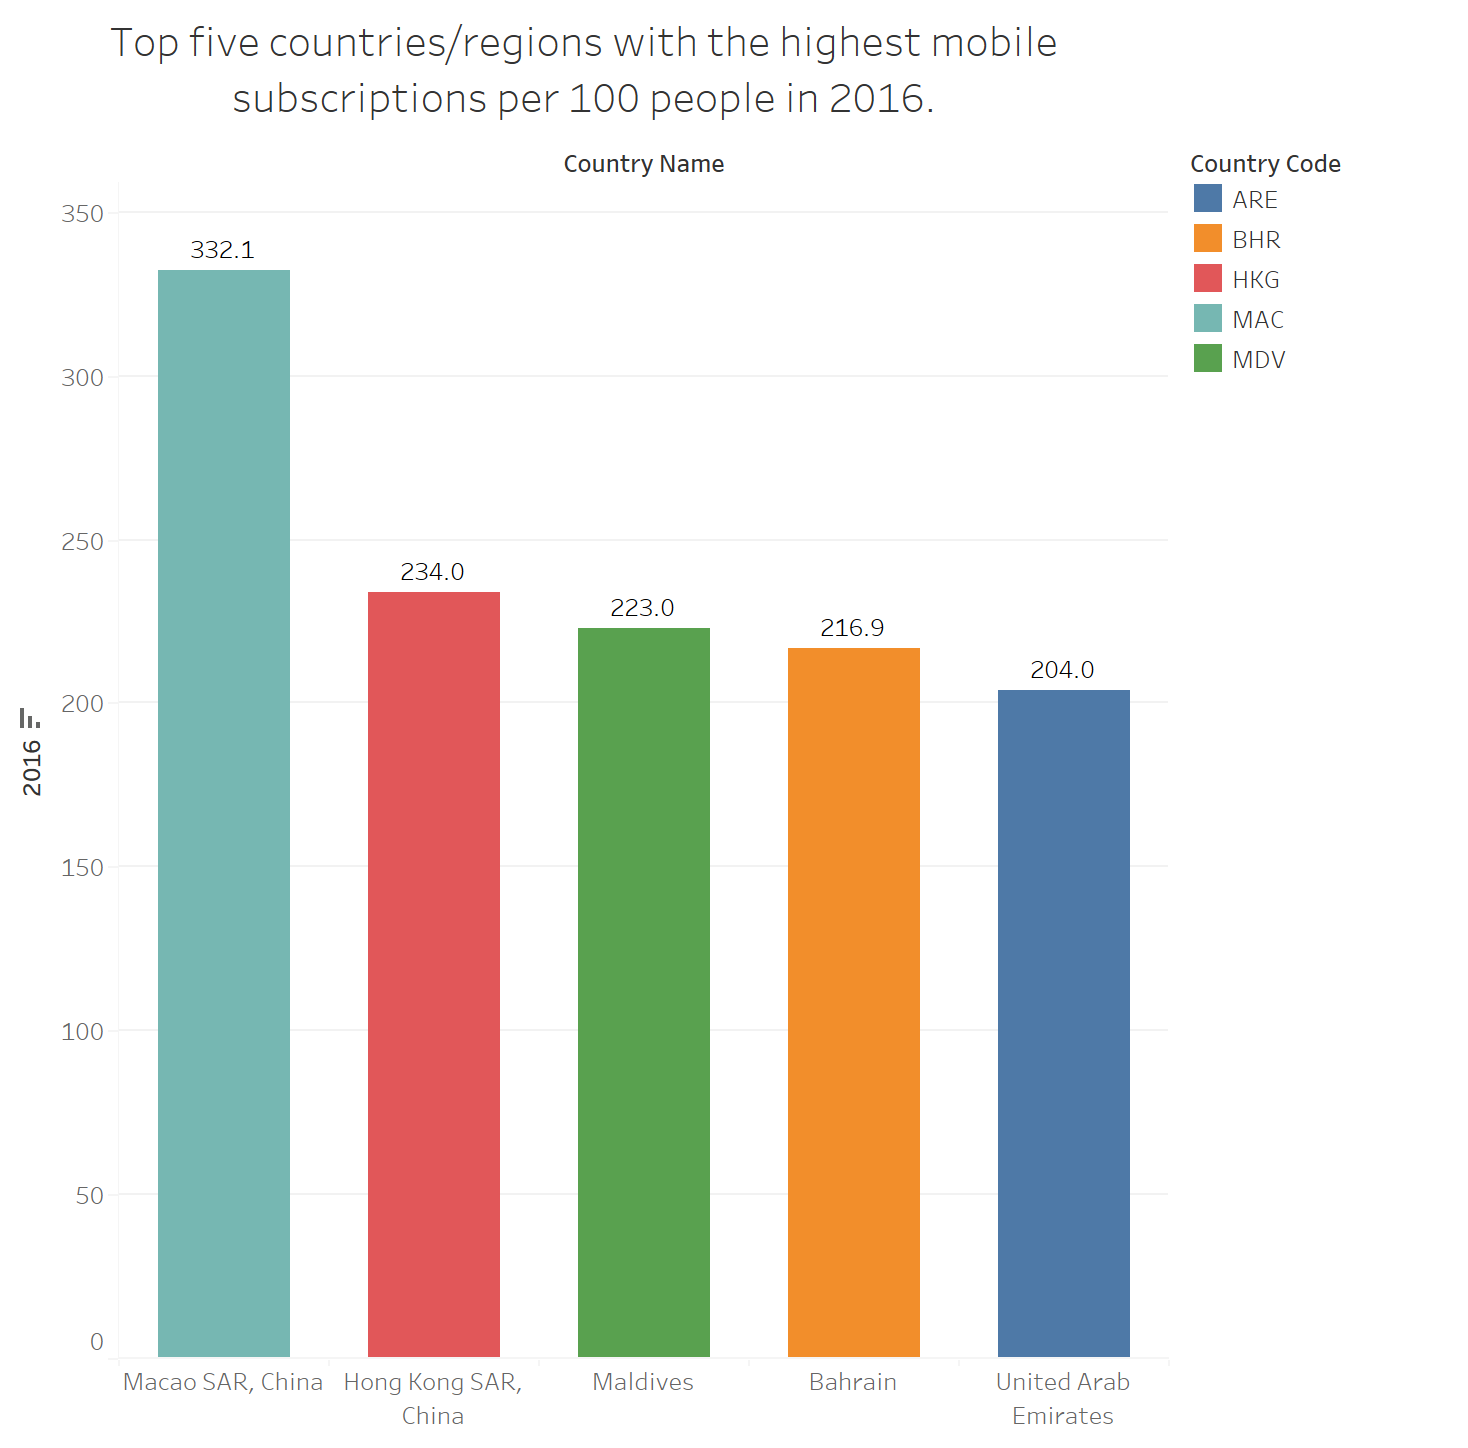 Top five countries/regions with the highest mobile
subscriptions per 100 people in 2016.
Country Name
Country Code
ARE
BHR
HKG
MAC
MDV
350
300
250
200
150
100
50
0
2016
332.1
234.0
223.0
216.9
204.0
Macao SAR, China
Hong Kong SAR,
China
Maldives
Bahrain
United Arab
Emirates